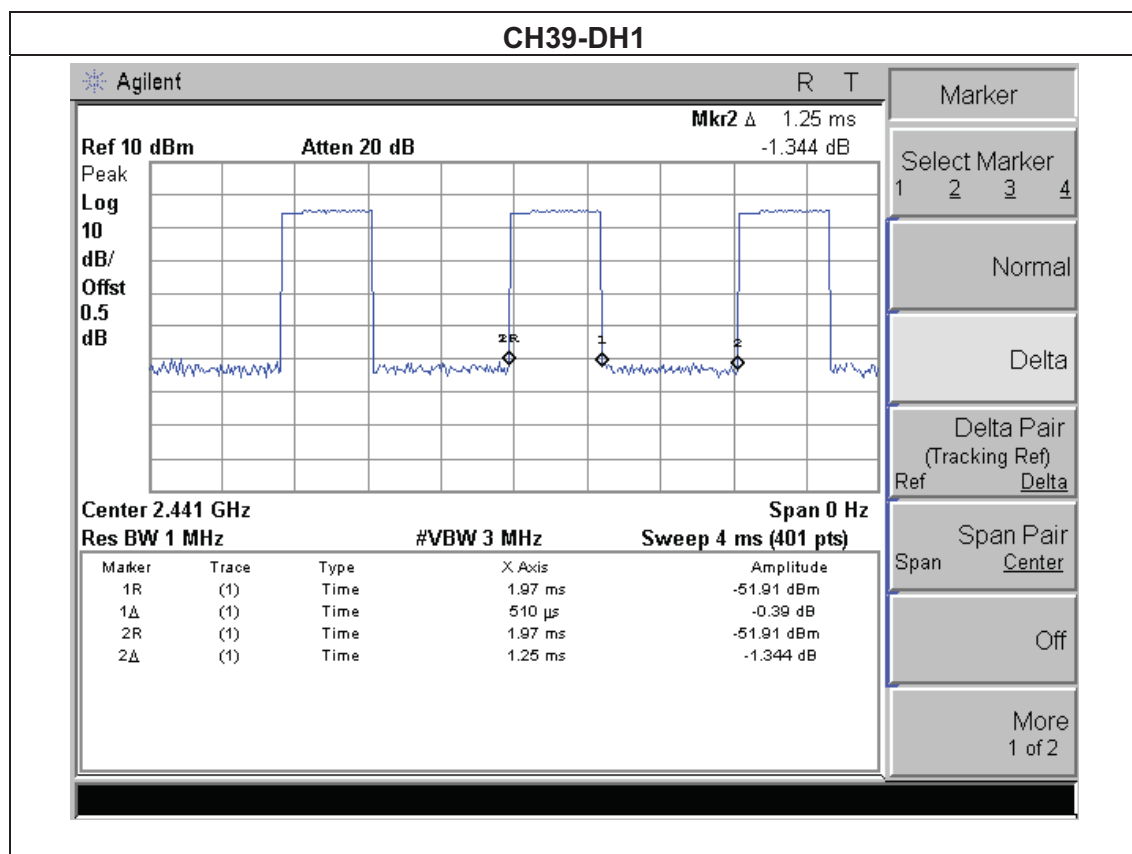 CH39-DH1
Agilent
R T
Mkr2 Δ 1.25 ms
Ref 10 dBm Atten 20 dB -1.344 dB
Peak
Log
10
dB/
Offst
0.5
dB
2R
1
2
Center 2.441 GHz Span 0 Hz
Res BW 1 MHz #VBW 3 MHz Sweep 4 ms (401 pts)
Marker Trace Type X Axis Amplitude
1R (1) Time 1.97 ms -51.91 dBm
1Δ (1) Time 510 µs -0.39 dB
2R (1) Time 1.97 ms -51.91 dBm
2Δ (1) Time 1.25 ms -1.344 dB
Marker
Select Marker
1 2 3 4
Normal
Delta
Delta Pair
(Tracking Ref)
Ref Delta
Span Pair
Span Center
Off
More
1 of 2